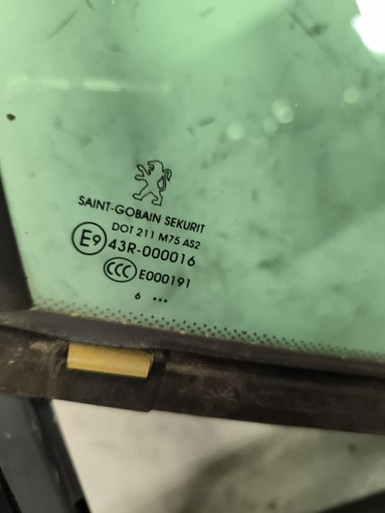 SAINT-GOBAIN SEKURIT
DOT 211 M75 AS2
E9 43R-000016
CCC E000191
6 •••